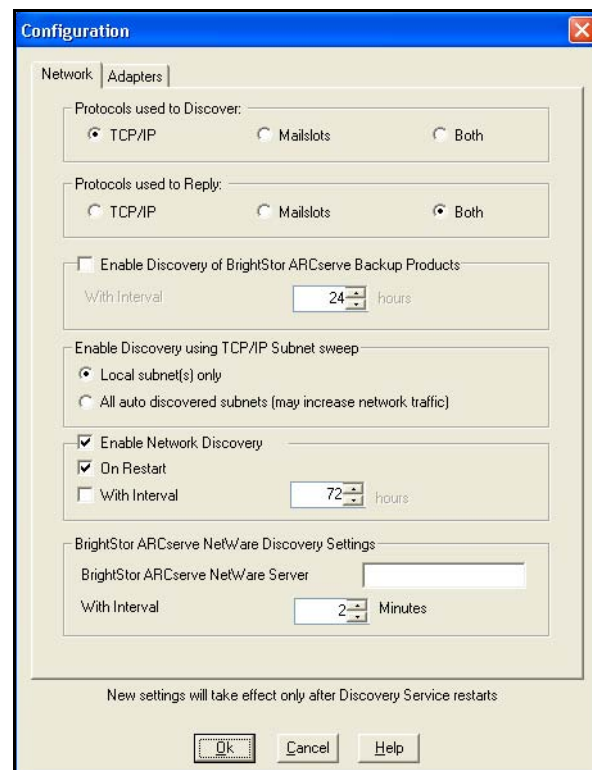 Configuration
Network Adapters
Protocols used to Discover:
TCP/IP Mailslots Both
Protocols used to Reply:
TCP/IP Mailslots Both
Enable Discovery of BrightStor ARCserve Backup Products
With Interval 24 hours
Enable Discovery using TCP/IP Subnet sweep
Local subnet(s) only
All auto discovered subnets (may increase network traffic)
Enable Network Discovery
On Restart
With Interval 72 hours
BrightStor ARCserve NetWare Discovery Settings
BrightStor ARCserve NetWare Server
With Interval 2 Minutes
New settings will take effect only after Discovery Service restarts
Ok Cancel Help